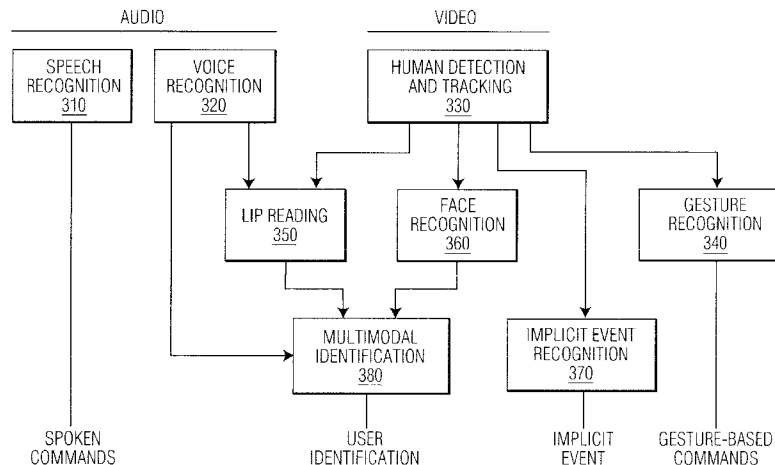 AUDIO
VIDEO
SPEECH
RECOGNITION
310
VOICE
RECOGNITION
320
HUMAN DETECTION
AND TRACKING
330
LIP READING
350
FACE
RECOGNITION
360
GESTURE
RECOGNITION
340
MULTIMODAL
IDENTIFICATION
380
IMPLICIT EVENT
RECOGNITION
370
SPOKEN
COMMANDS
USER
IDENTIFICATION
IMPLICIT
EVENT
GESTURE-BASED
COMMANDS